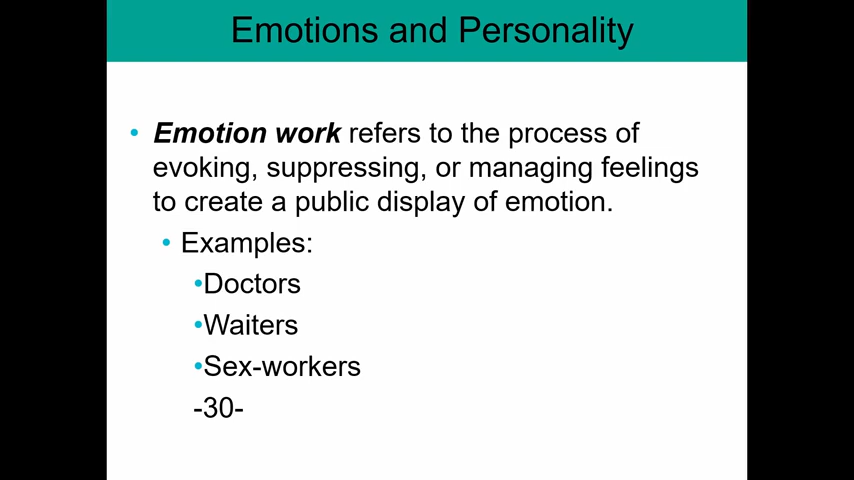 Emotions and Personality
• Emotion work refers to the process of
evoking, suppressing, or managing feelings
to create a public display of emotion.
• Examples:
•Doctors
•Waiters
•Sex-workers
-30-